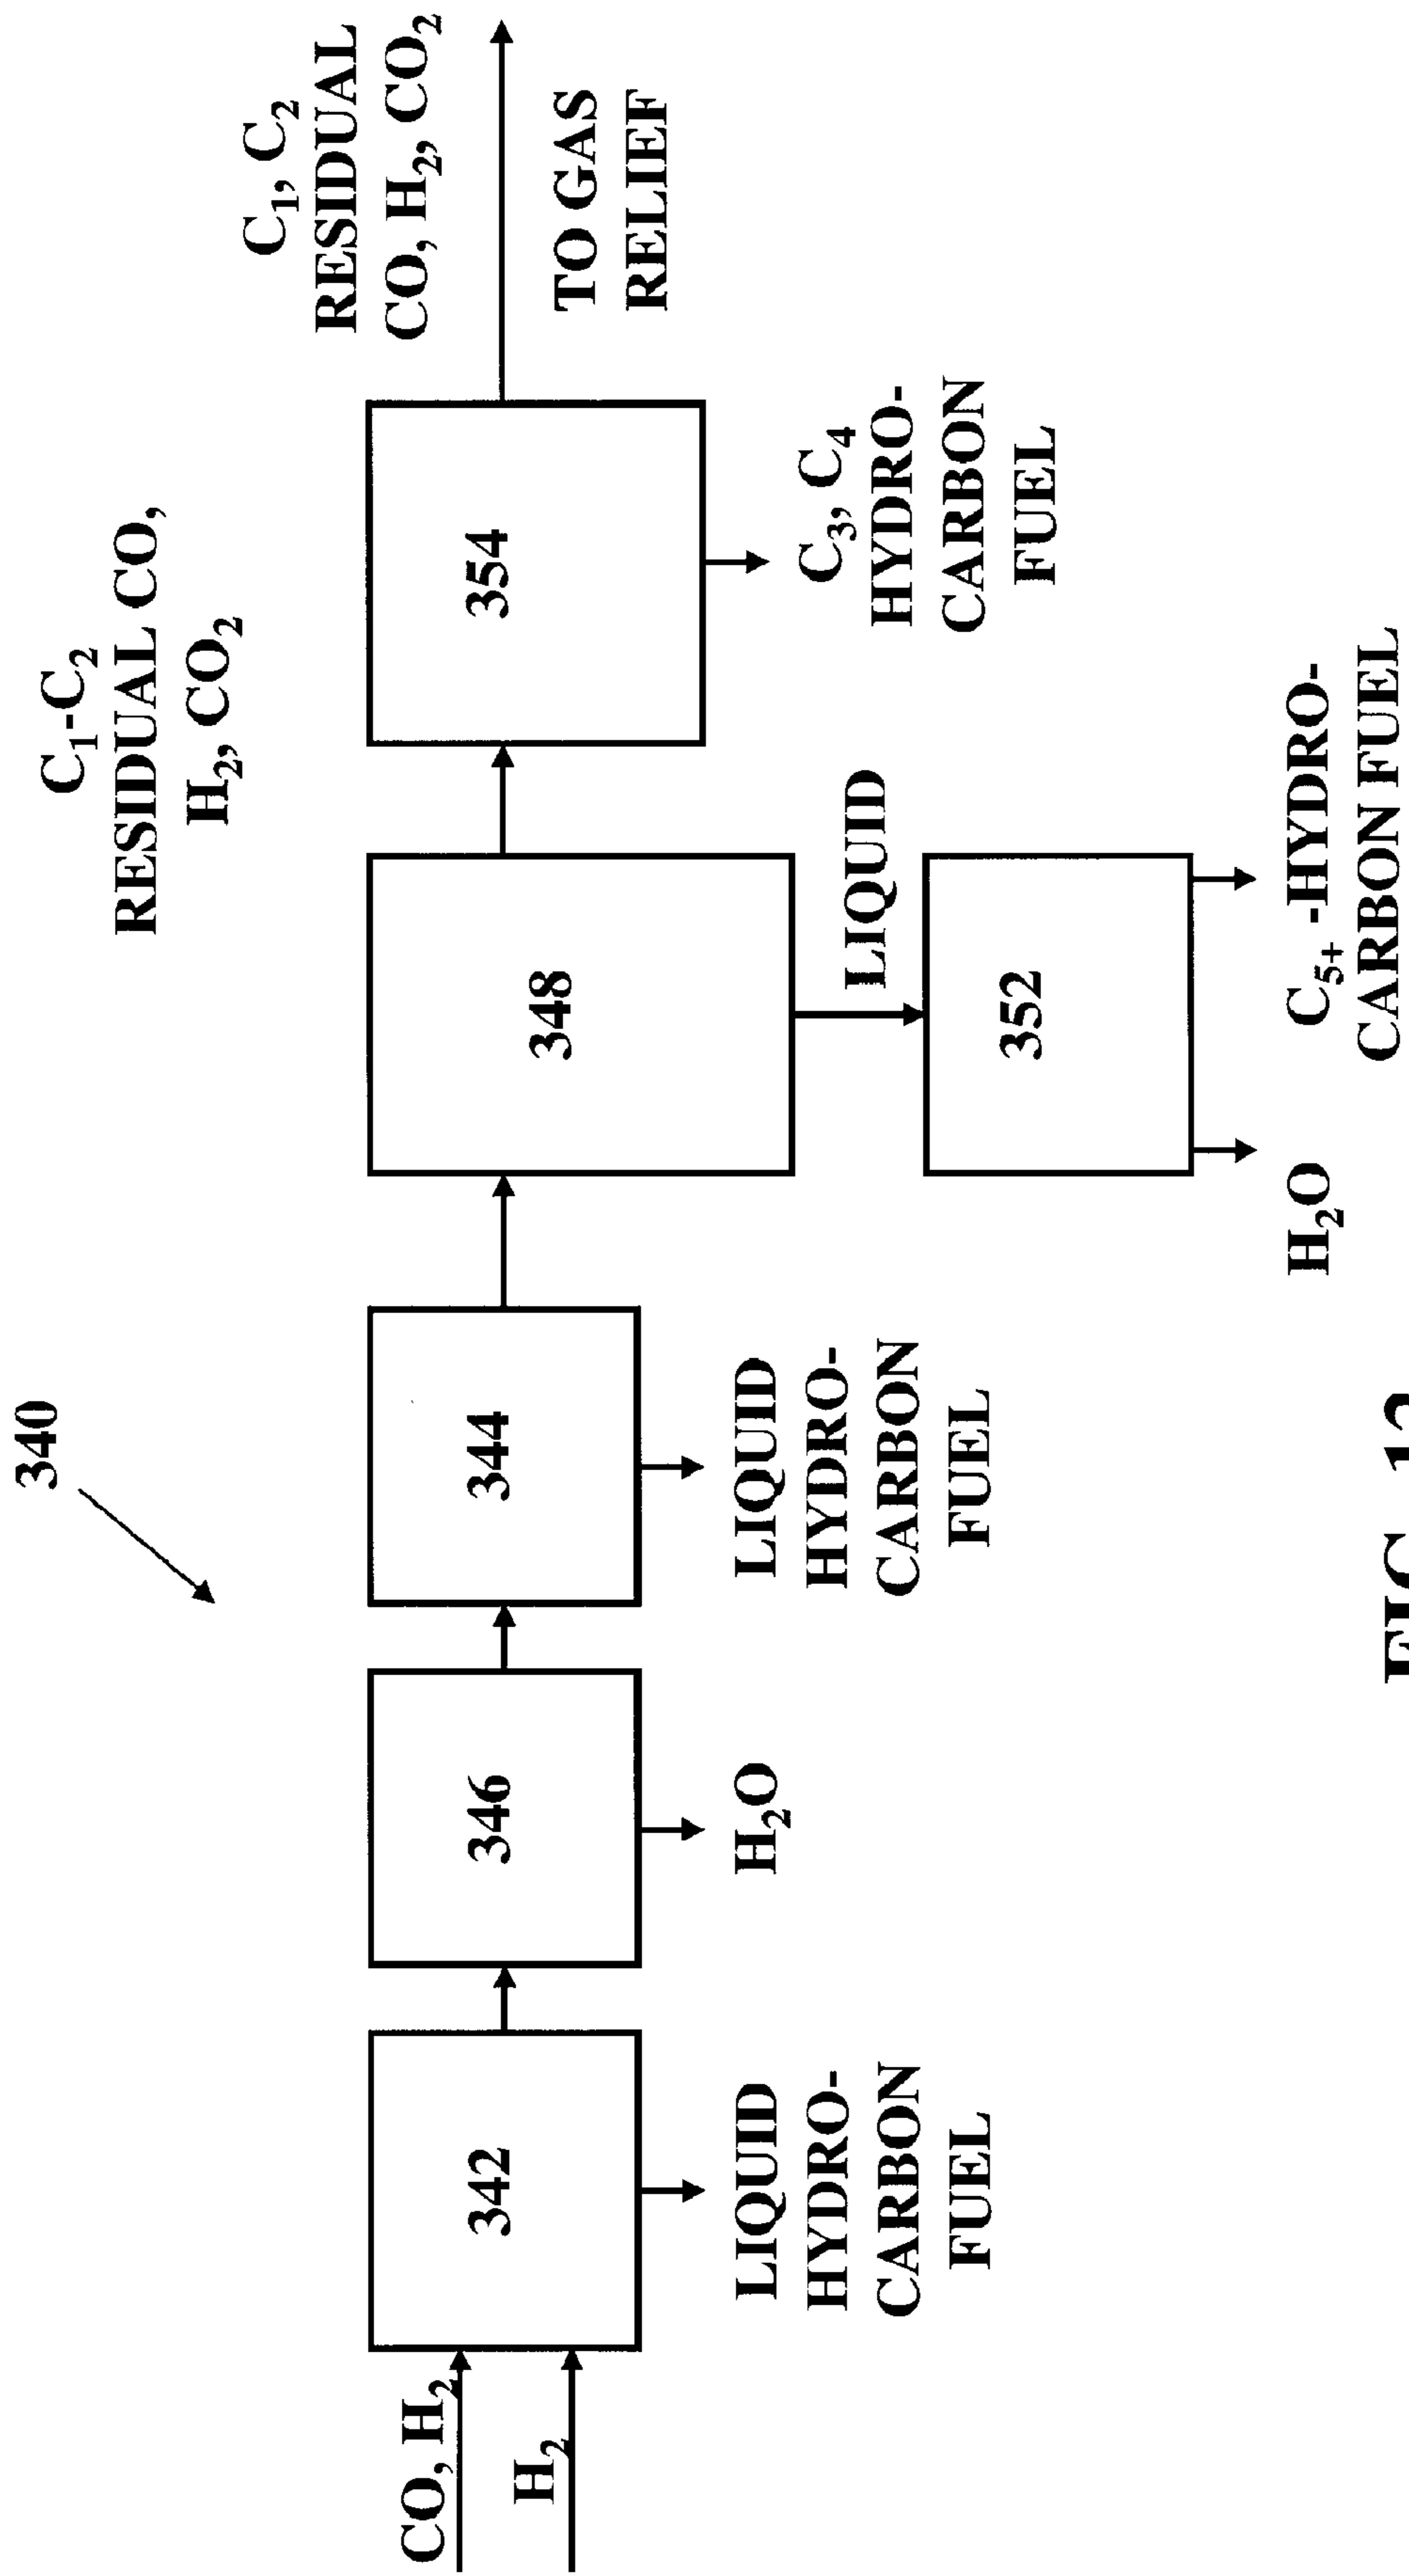 340
CO, H₂
H₂
342
LIQUID
HYDRO-
CARBON
FUEL
346
H₂O
344
LIQUID
HYDRO-
CARBON
FUEL
348
LIQUID
352
H₂O
C₅₊ -HYDRO-
CARBON FUEL
C₁-C₂
RESIDUAL CO,
H₂, CO₂
354
C₃, C₄
HYDRO-
CARBON
FUEL
C₁, C₂
RESIDUAL
CO, H₂, CO₂
TO GAS
RELIEF